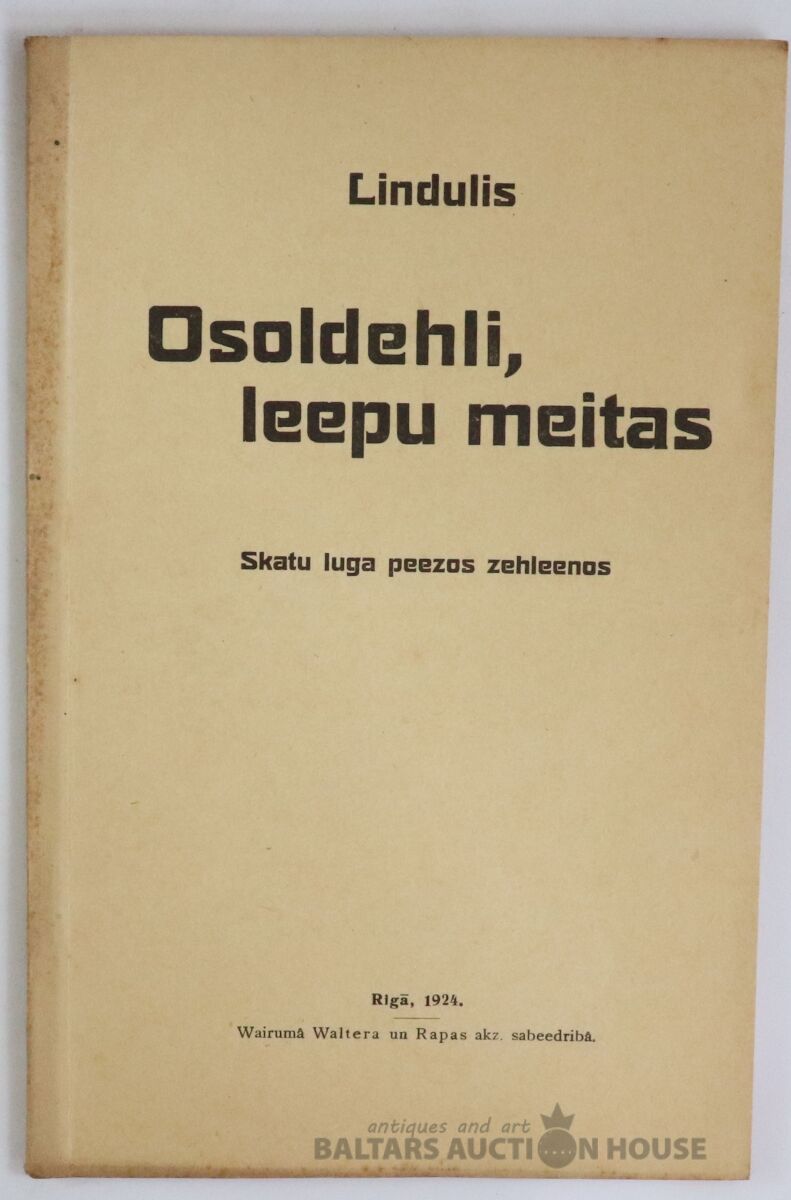 Lindulis
Osoldehli,
leepu meitas
Skatu luga peezos zehleenos
Rigā, 1924.
Wairumâ Waltera un Rapas akz. sabeedribâ.
antiques and art
BALTARS AUCTION HOUSE